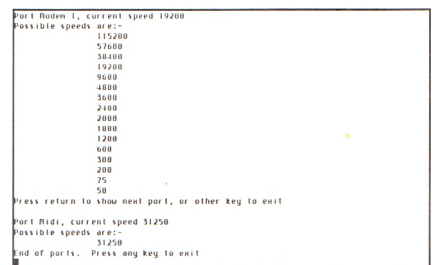 Port Modem 1, current speed 19200
Possible speeds are:-
115200
57600
38400
19200
9600
4800
3600
2400
2000
1800
1200
600
300
200
75
50
Press return to show next port, or other key to exit
Port Midi, current speed 31250
Possible speeds are:-
31250
End of ports. Press any key to exit